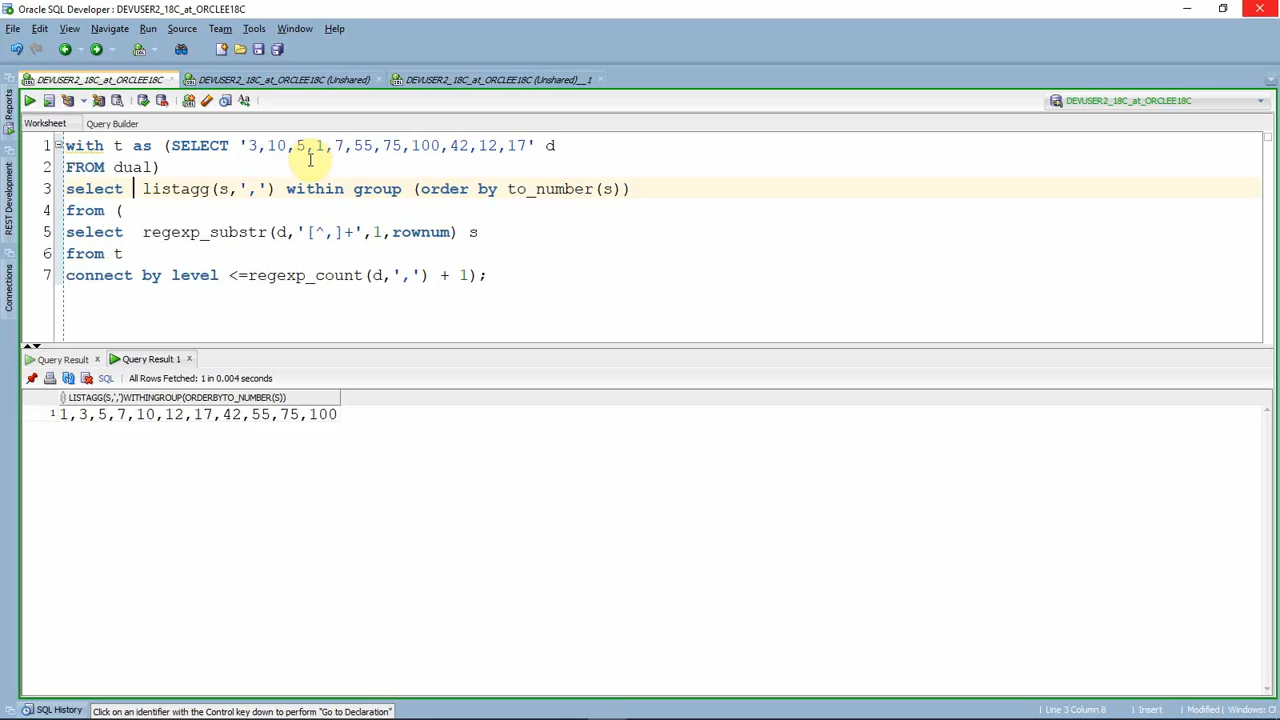 Oracle SQL Developer : DEVUSER2_18C_at_ORCLEE18C
File Edit View Navigate Run Source Team Tools Window Help
DEVUSER2_18C_at_ORCLEE18C
DEVUSER2_18C_at_ORCLEE18C (Unshared)
DEVUSER2_18C_at_ORCLEE18C (Unshared)__1
Reports
REST Development
Connections
DEVUSER2_18C_at_ORCLEE18C
Worksheet Query Builder
1 with t as (SELECT '3,10,5,1,7,55,75,100,42,12,17' d
2 FROM dual)
3 select  listagg(s,',') within group (order by to_number(s))
4 from (
5 select  regexp_substr(d,'[^,]+',1,rownum) s
6 from t
7 connect by level <=regexp_count(d,',') + 1);
Query Result Query Result 1
SQL All Rows Fetched: 1 in 0.004 seconds
LISTAGG(S,',')WITHINGROUP(ORDERBYTO_NUMBER(S))
1 1,3,5,7,10,12,17,42,55,75,100
SQL History Click on an identifier with the Control key down to perform "Go to Declaration" Line 3 Column 8 Insert Modified Windows: C